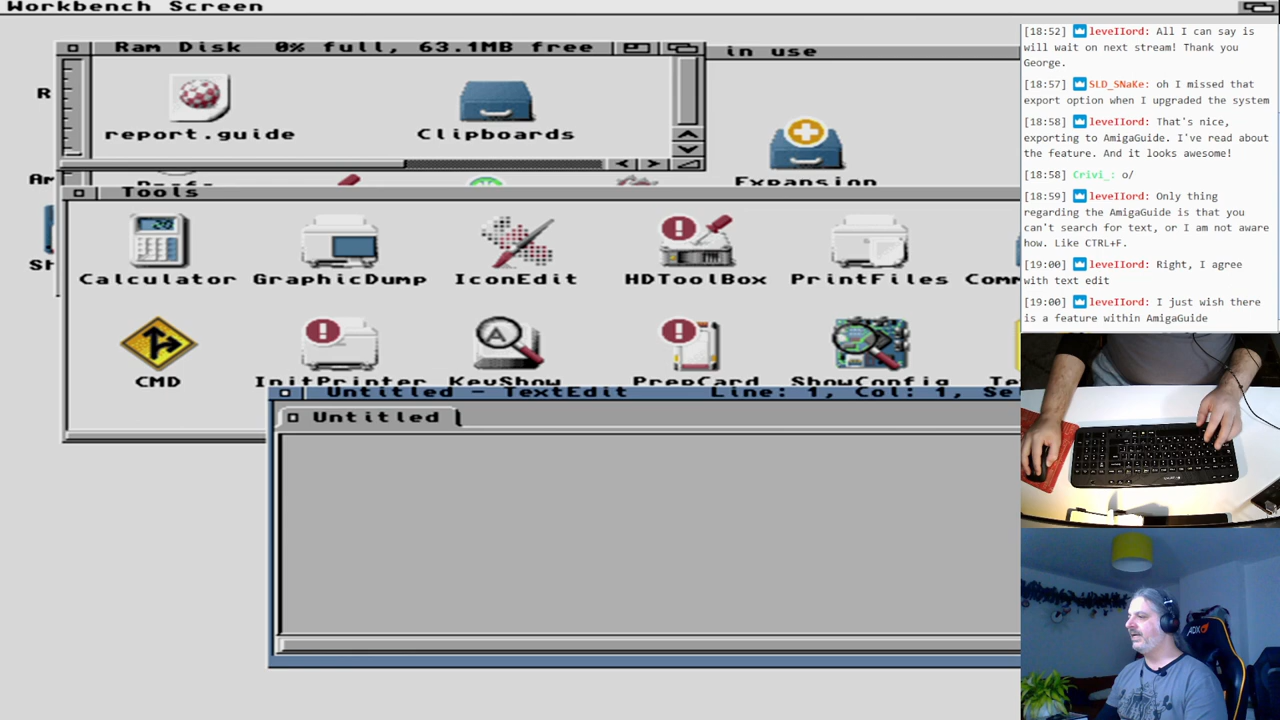 Workbench Screen
Ram Disk 0% full, 63.1MB free
in use
R
report.guide
Clipboards
Expansion
Am
Tools
Sh
Calculator
GraphicDump
IconEdit
HDToolBox
PrintFiles
Comm
CMD
InitPrinter
KeyShow
PrepCard
ShowConfig
Te
Untitled - TextEdit Line: 1, Col: 1, Se
Untitled
[18:52] levelIord: All I can say is
will wait on next stream! Thank you
George.
[18:57] SLD_SNaKe: oh I missed that
export option when I upgraded the system
[18:58] levelIord: That's nice,
exporting to AmigaGuide. I've read about
the feature. And it looks awesome!
[18:58] Crivi_: o/
[18:59] levelIord: Only thing
regarding the AmigaGuide is that you
can't search for text, or I am not aware
how. Like CTRL+F.
[19:00] levelIord: Right, I agree
with text edit
[19:00] levelIord: I just wish there
is a feature within AmigaGuide